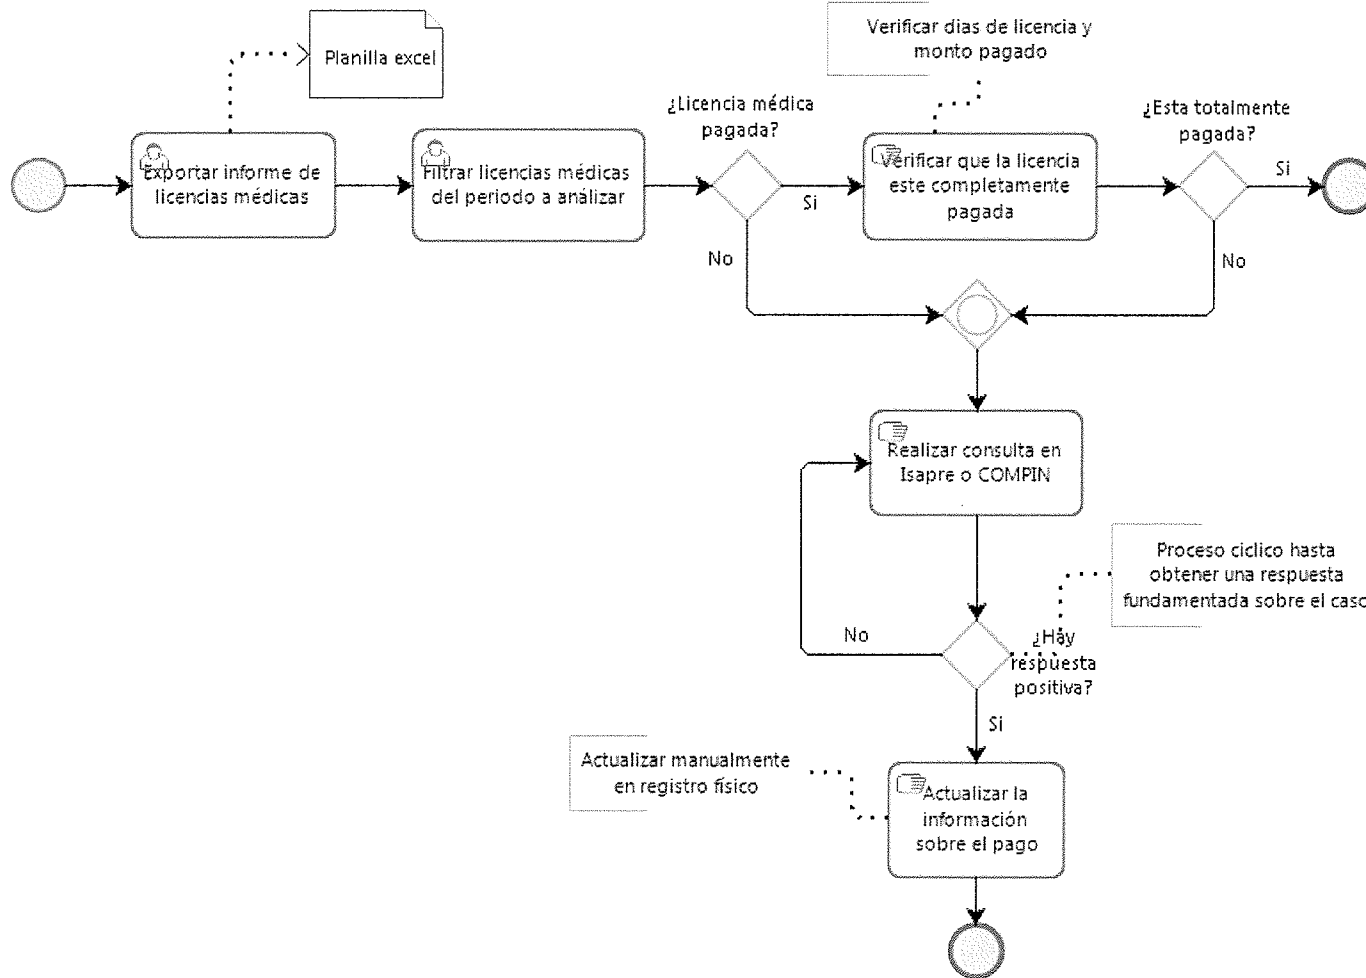 Planilla excel
Verificar dias de licencia y
monto pagado
¿Licencia médica
pagada?
¿Esta totalmente
pagada?
Exportar informe de
licencias médicas
Filtrar licencias médicas
del periodo a análizar
Si
Verificar que la licencia
este completamente
pagada
Si
No
No
Realizar consulta en
Isapre o COMPIN
Proceso ciclico hasta
obtener una respuesta
fundamentada sobre el caso
No
¿Hay
respuesta
positiva?
Si
Actualizar manualmente
en registro físico
Actualizar la
información
sobre el pago